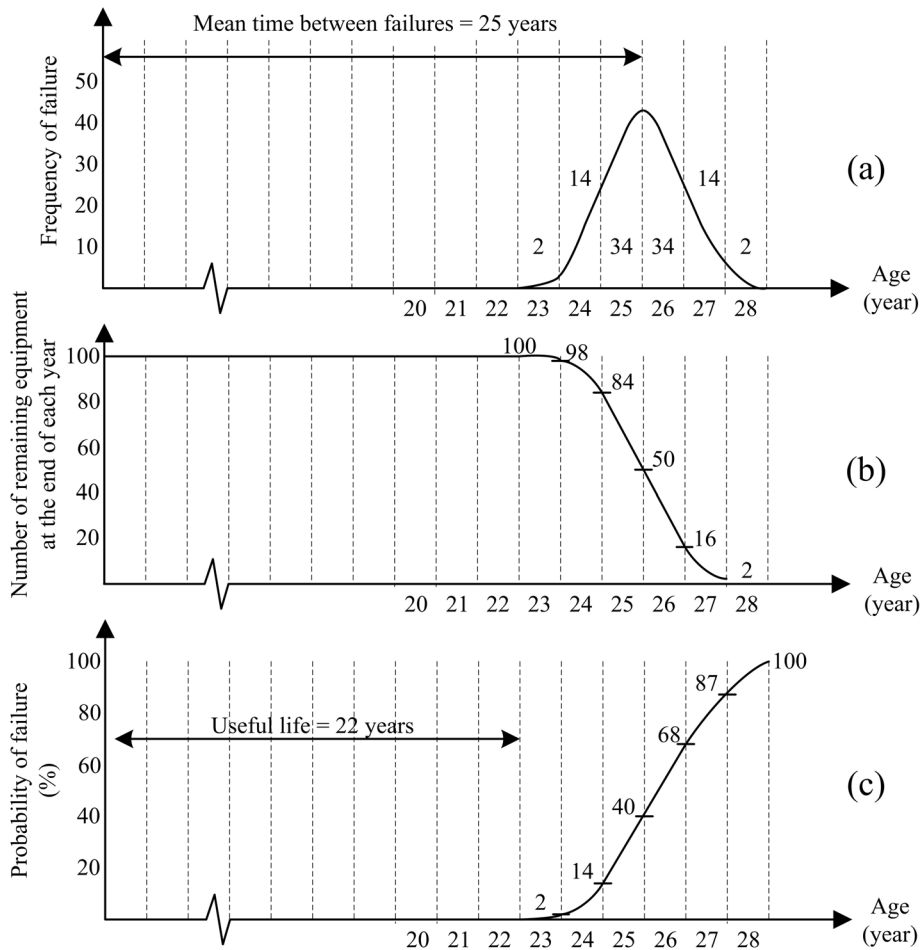 Mean time between failures = 25 years
Frequency of failure
50
40
30
20
10
14
14
2
34
34
2
(a)
Age
(year)
20 21 22 23 24 25 26 27 28
Number of remaining equipment
at the end of each year
100
80
60
40
20
100
98
84
50
16
2
(b)
Age
(year)
20 21 22 23 24 25 26 27 28
Probability of failure
(%)
100
80
60
40
20
Useful life = 22 years
100
87
68
40
14
2
(c)
Age
(year)
20 21 22 23 24 25 26 27 28